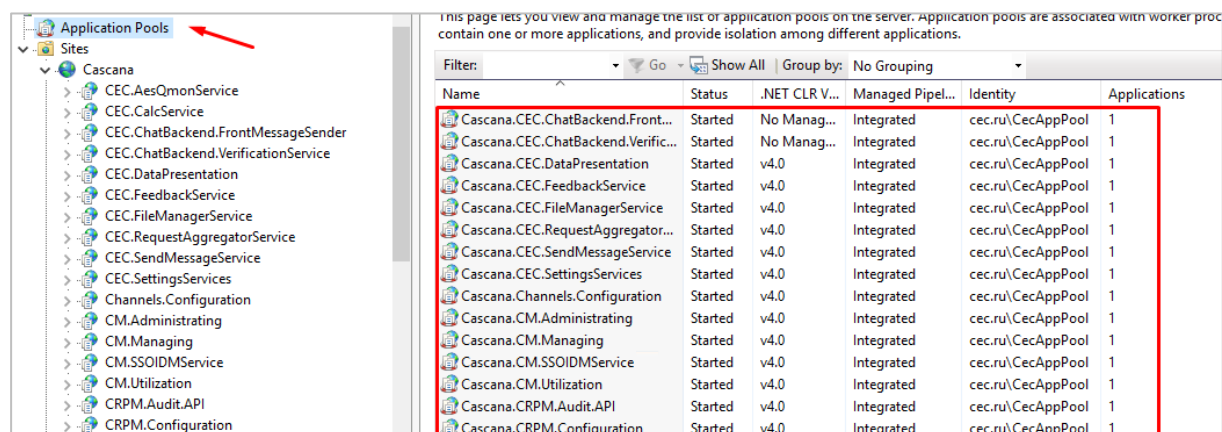 Application Pools
Sites
Cascana
CEC.AesQmonService
CEC.CalcService
CEC.ChatBackend.FrontMessageSender
CEC.ChatBackend.VerificationService
CEC.DataPresentation
CEC.FeedbackService
CEC.FileManagerService
CEC.RequestAggregatorService
CEC.SendMessageService
CEC.SettingsServices
Channels.Configuration
CM.Administrating
CM.Managing
CM.SSOIDMService
CM.Utilization
CRPM.Audit.API
CRPM.Configuration
This page lets you view and manage the list of application pools on the server. Application pools are associated with worker proc
contain one or more applications, and provide isolation among different applications.
Filter: Go Show All Group by: No Grouping
Name Status .NET CLR V... Managed Pipel... Identity Applications
Cascana.CEC.ChatBackend.Front... Started No Manag... Integrated cec.ru\CecAppPool 1
Cascana.CEC.ChatBackend.Verific... Started No Manag... Integrated cec.ru\CecAppPool 1
Cascana.CEC.DataPresentation Started v4.0 Integrated cec.ru\CecAppPool 1
Cascana.CEC.FeedbackService Started v4.0 Integrated cec.ru\CecAppPool 1
Cascana.CEC.FileManagerService Started v4.0 Integrated cec.ru\CecAppPool 1
Cascana.CEC.RequestAggregator... Started v4.0 Integrated cec.ru\CecAppPool 1
Cascana.CEC.SendMessageService Started v4.0 Integrated cec.ru\CecAppPool 1
Cascana.CEC.SettingsServices Started v4.0 Integrated cec.ru\CecAppPool 1
Cascana.Channels.Configuration Started v4.0 Integrated cec.ru\CecAppPool 1
Cascana.CM.Administrating Started v4.0 Integrated cec.ru\CecAppPool 1
Cascana.CM.Managing Started v4.0 Integrated cec.ru\CecAppPool 1
Cascana.CM.SSOIDMService Started v4.0 Integrated cec.ru\CecAppPool 1
Cascana.CM.Utilization Started v4.0 Integrated cec.ru\CecAppPool 1
Cascana.CRPM.Audit.API Started v4.0 Integrated cec.ru\CecAppPool 1
Cascana.CRPM.Configuration Started v4.0 Integrated cec.ru\CecAppPool 1